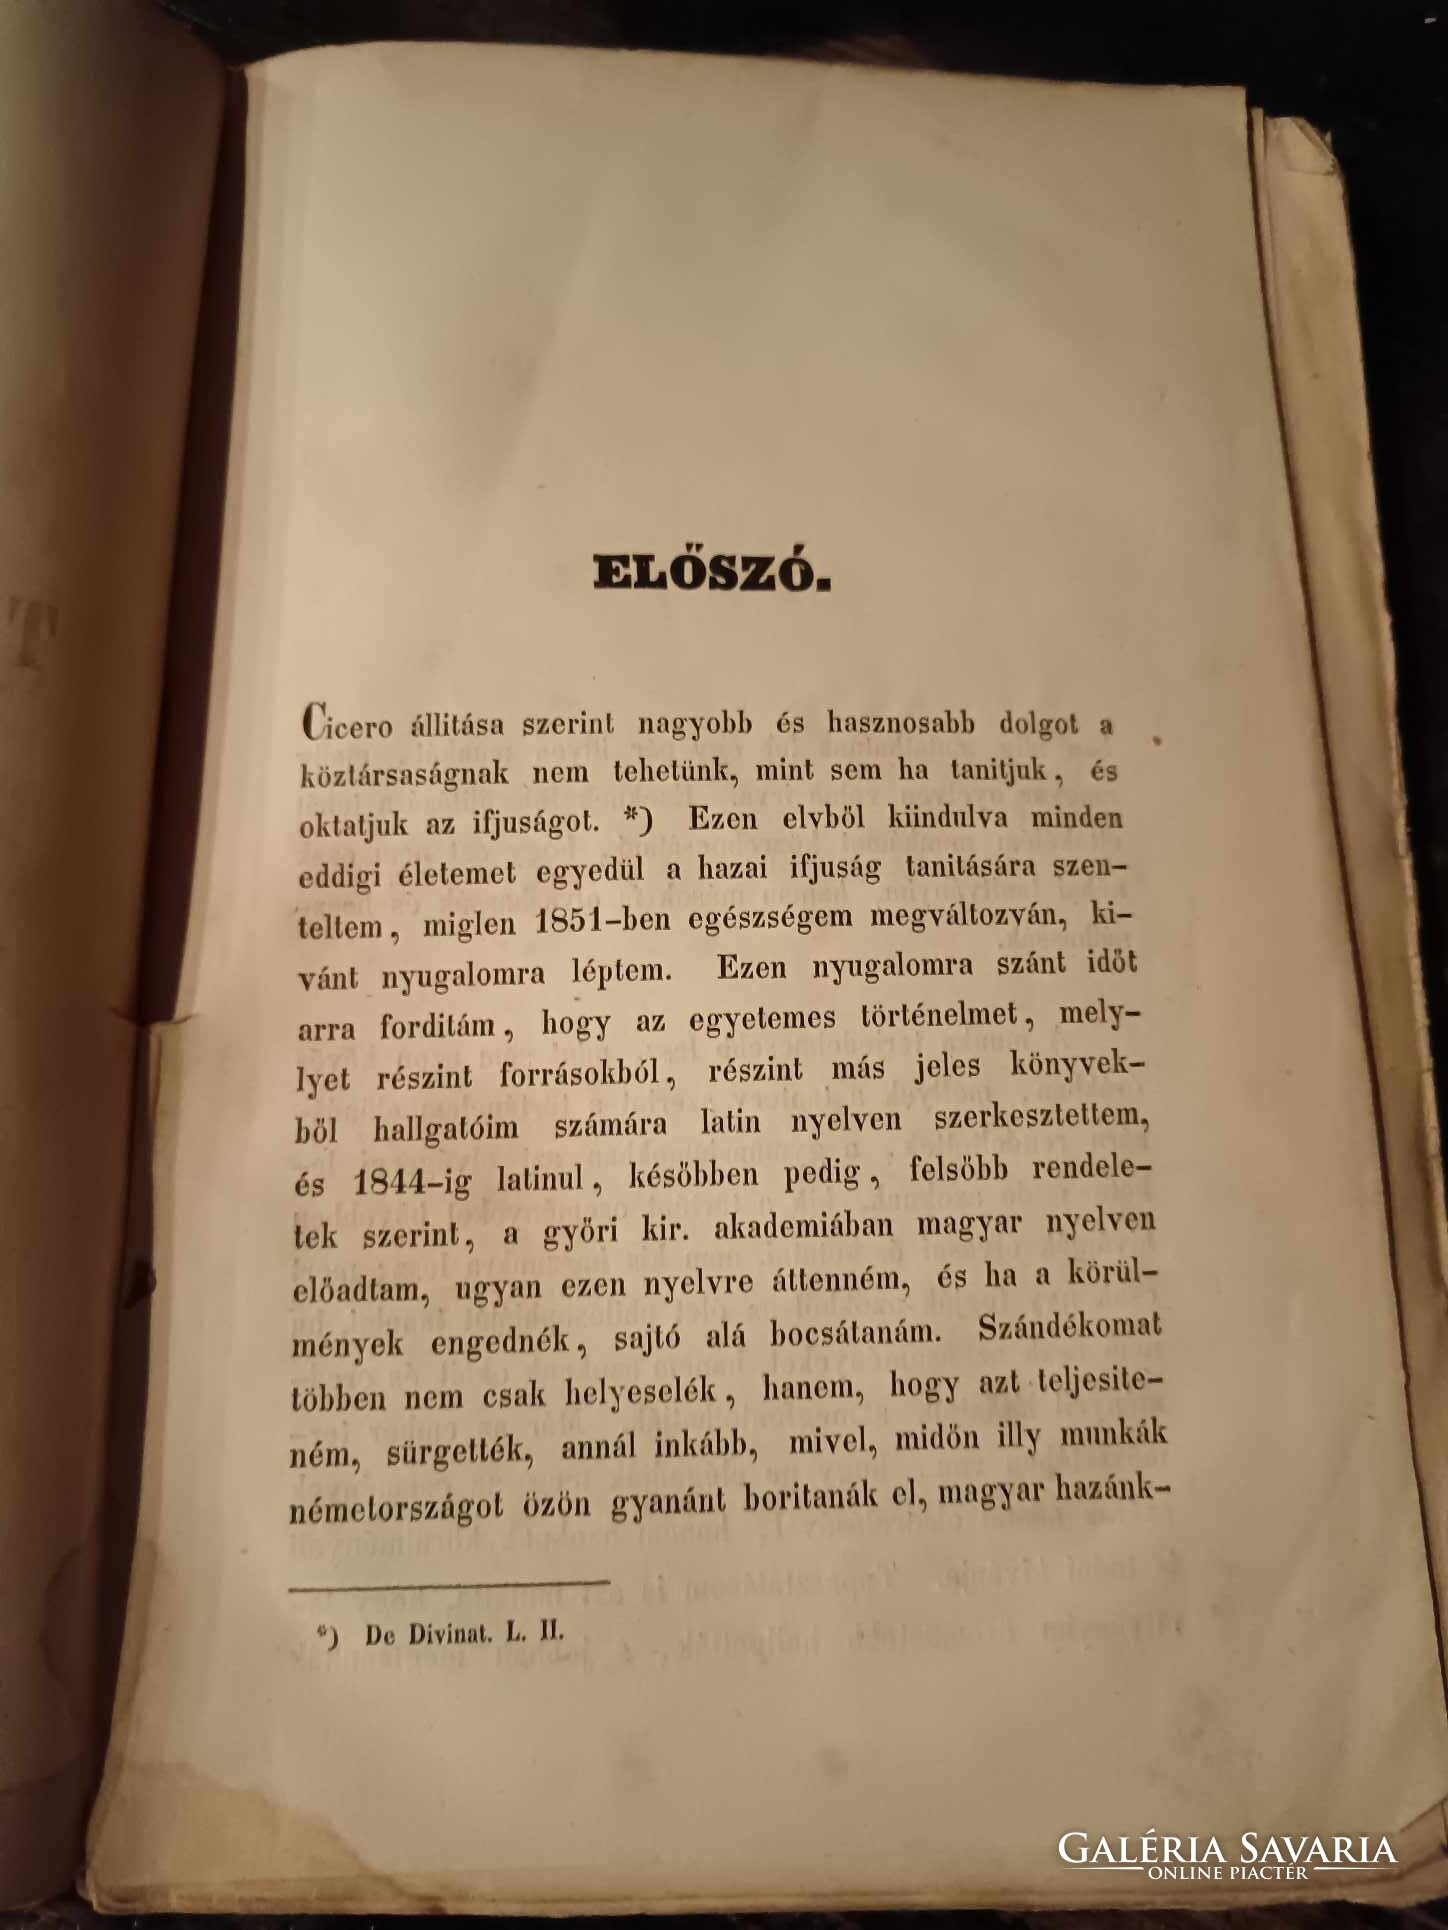 T
ELŐSZÓ.
Cicero állitása szerint nagyobb és hasznosabb dolgot a
köztársaságnak nem tehetünk, mint sem ha tanitjuk, és
oktatjuk az ifjuságot. *) Ezen elvből kiindulva minden
eddigi életemet egyedül a hazai ifjuság tanitására szen-
teltem, miglen 1851-ben egészségem megváltozván, ki-
vánt nyugalomra léptem. Ezen nyugalomra szánt időt
arra forditám, hogy az egyetemes történelmet, mely-
lyet részint forrásokból, részint más jeles könyvek-
ből hallgatóim számára latin nyelven szerkesztettem,
és 1844-ig latinul, későbben pedig, felsőbb rendele-
tek szerint, a győri kir. akademiában magyar nyelven
előadtam, ugyan ezen nyelvre áttenném, és ha a körül-
mények engednék, sajtó alá bocsátanám. Szándékomat
többen nem csak helyeselék, hanem, hogy azt teljesite-
ném, sürgették, annál inkább, mivel, midőn illy munkák
németországot özön gyanánt boritanák el, magyar hazánk-
*) De Divinat. L. II.
GALÉRIA SAVARIA
ONLINE PIACTÉR